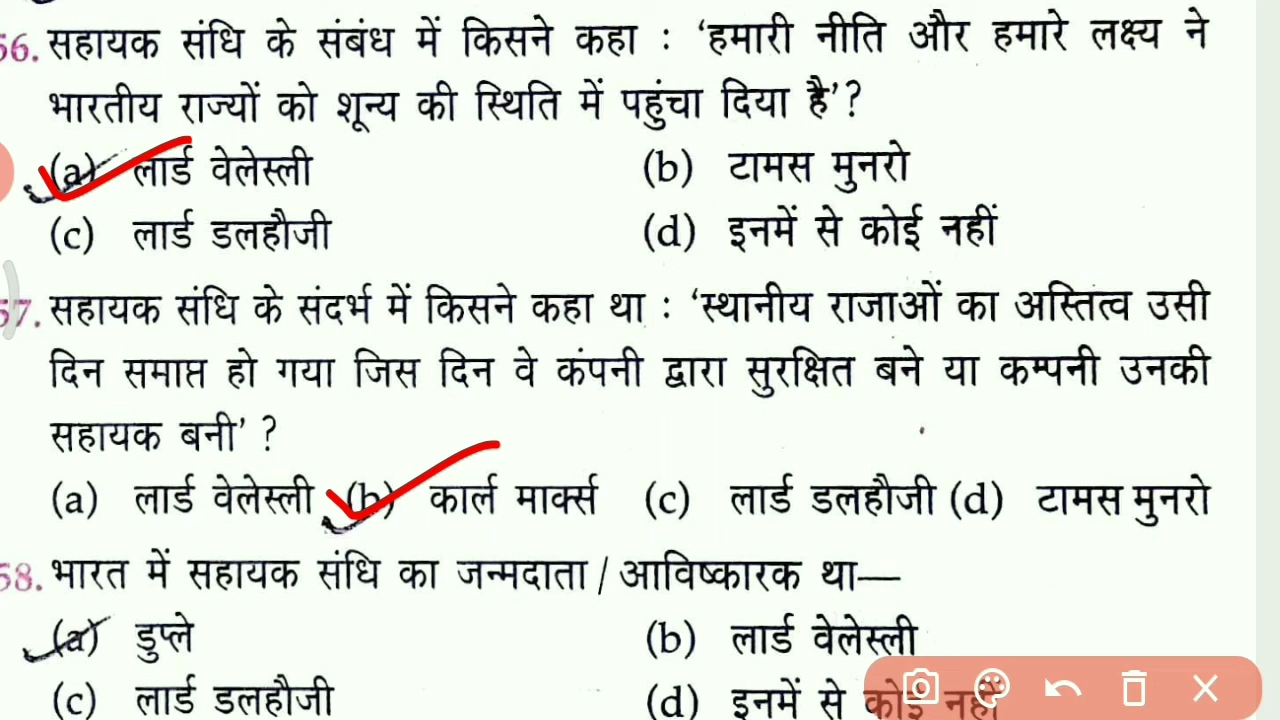 56. सहायक संधि के संबंध में किसने कहा : ‘हमारी नीति और हमारे लक्ष्य ने
भारतीय राज्यों को शून्य की स्थिति में पहुंचा दिया है’?
(a) लार्ड वेलेस्ली (b) टामस मुनरो
(c) लार्ड डलहौजी (d) इनमें से कोई नहीं
57. सहायक संधि के संदर्भ में किसने कहा था : ‘स्थानीय राजाओं का अस्तित्व उसी
दिन समाप्त हो गया जिस दिन वे कंपनी द्वारा सुरक्षित बने या कम्पनी उनकी
सहायक बनी’ ?
(a) लार्ड वेलेस्ली (b) कार्ल मार्क्स (c) लार्ड डलहौजी (d) टामस मुनरो
58. भारत में सहायक संधि का जन्मदाता / आविष्कारक था—
(a) डुप्ले (b) लार्ड वेलेस्ली
(c) लार्ड डलहौजी (d) इनमें से कोई नहीं